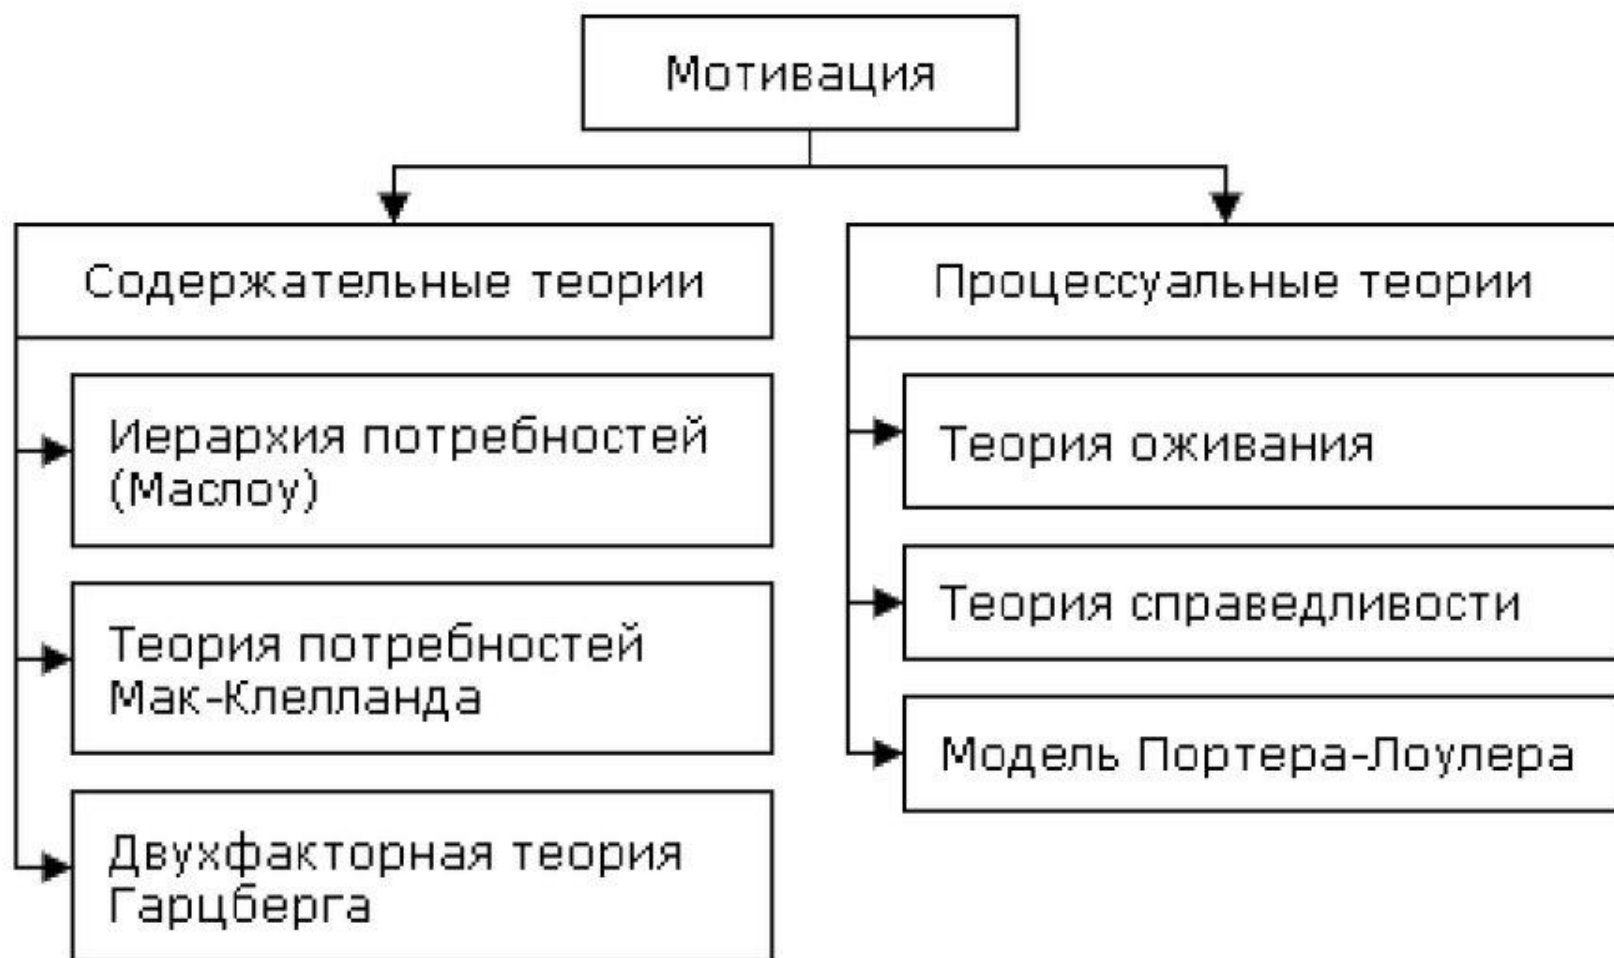 Мотивация
Содержательные теории
Иерархия потребностей
(Маслоу)
Теория потребностей
Мак-Клелланда
Двухфакторная теория
Гарцберга
Процессуальные теории
Теория оживания
Теория справедливости
Модель Портера-Лоулера